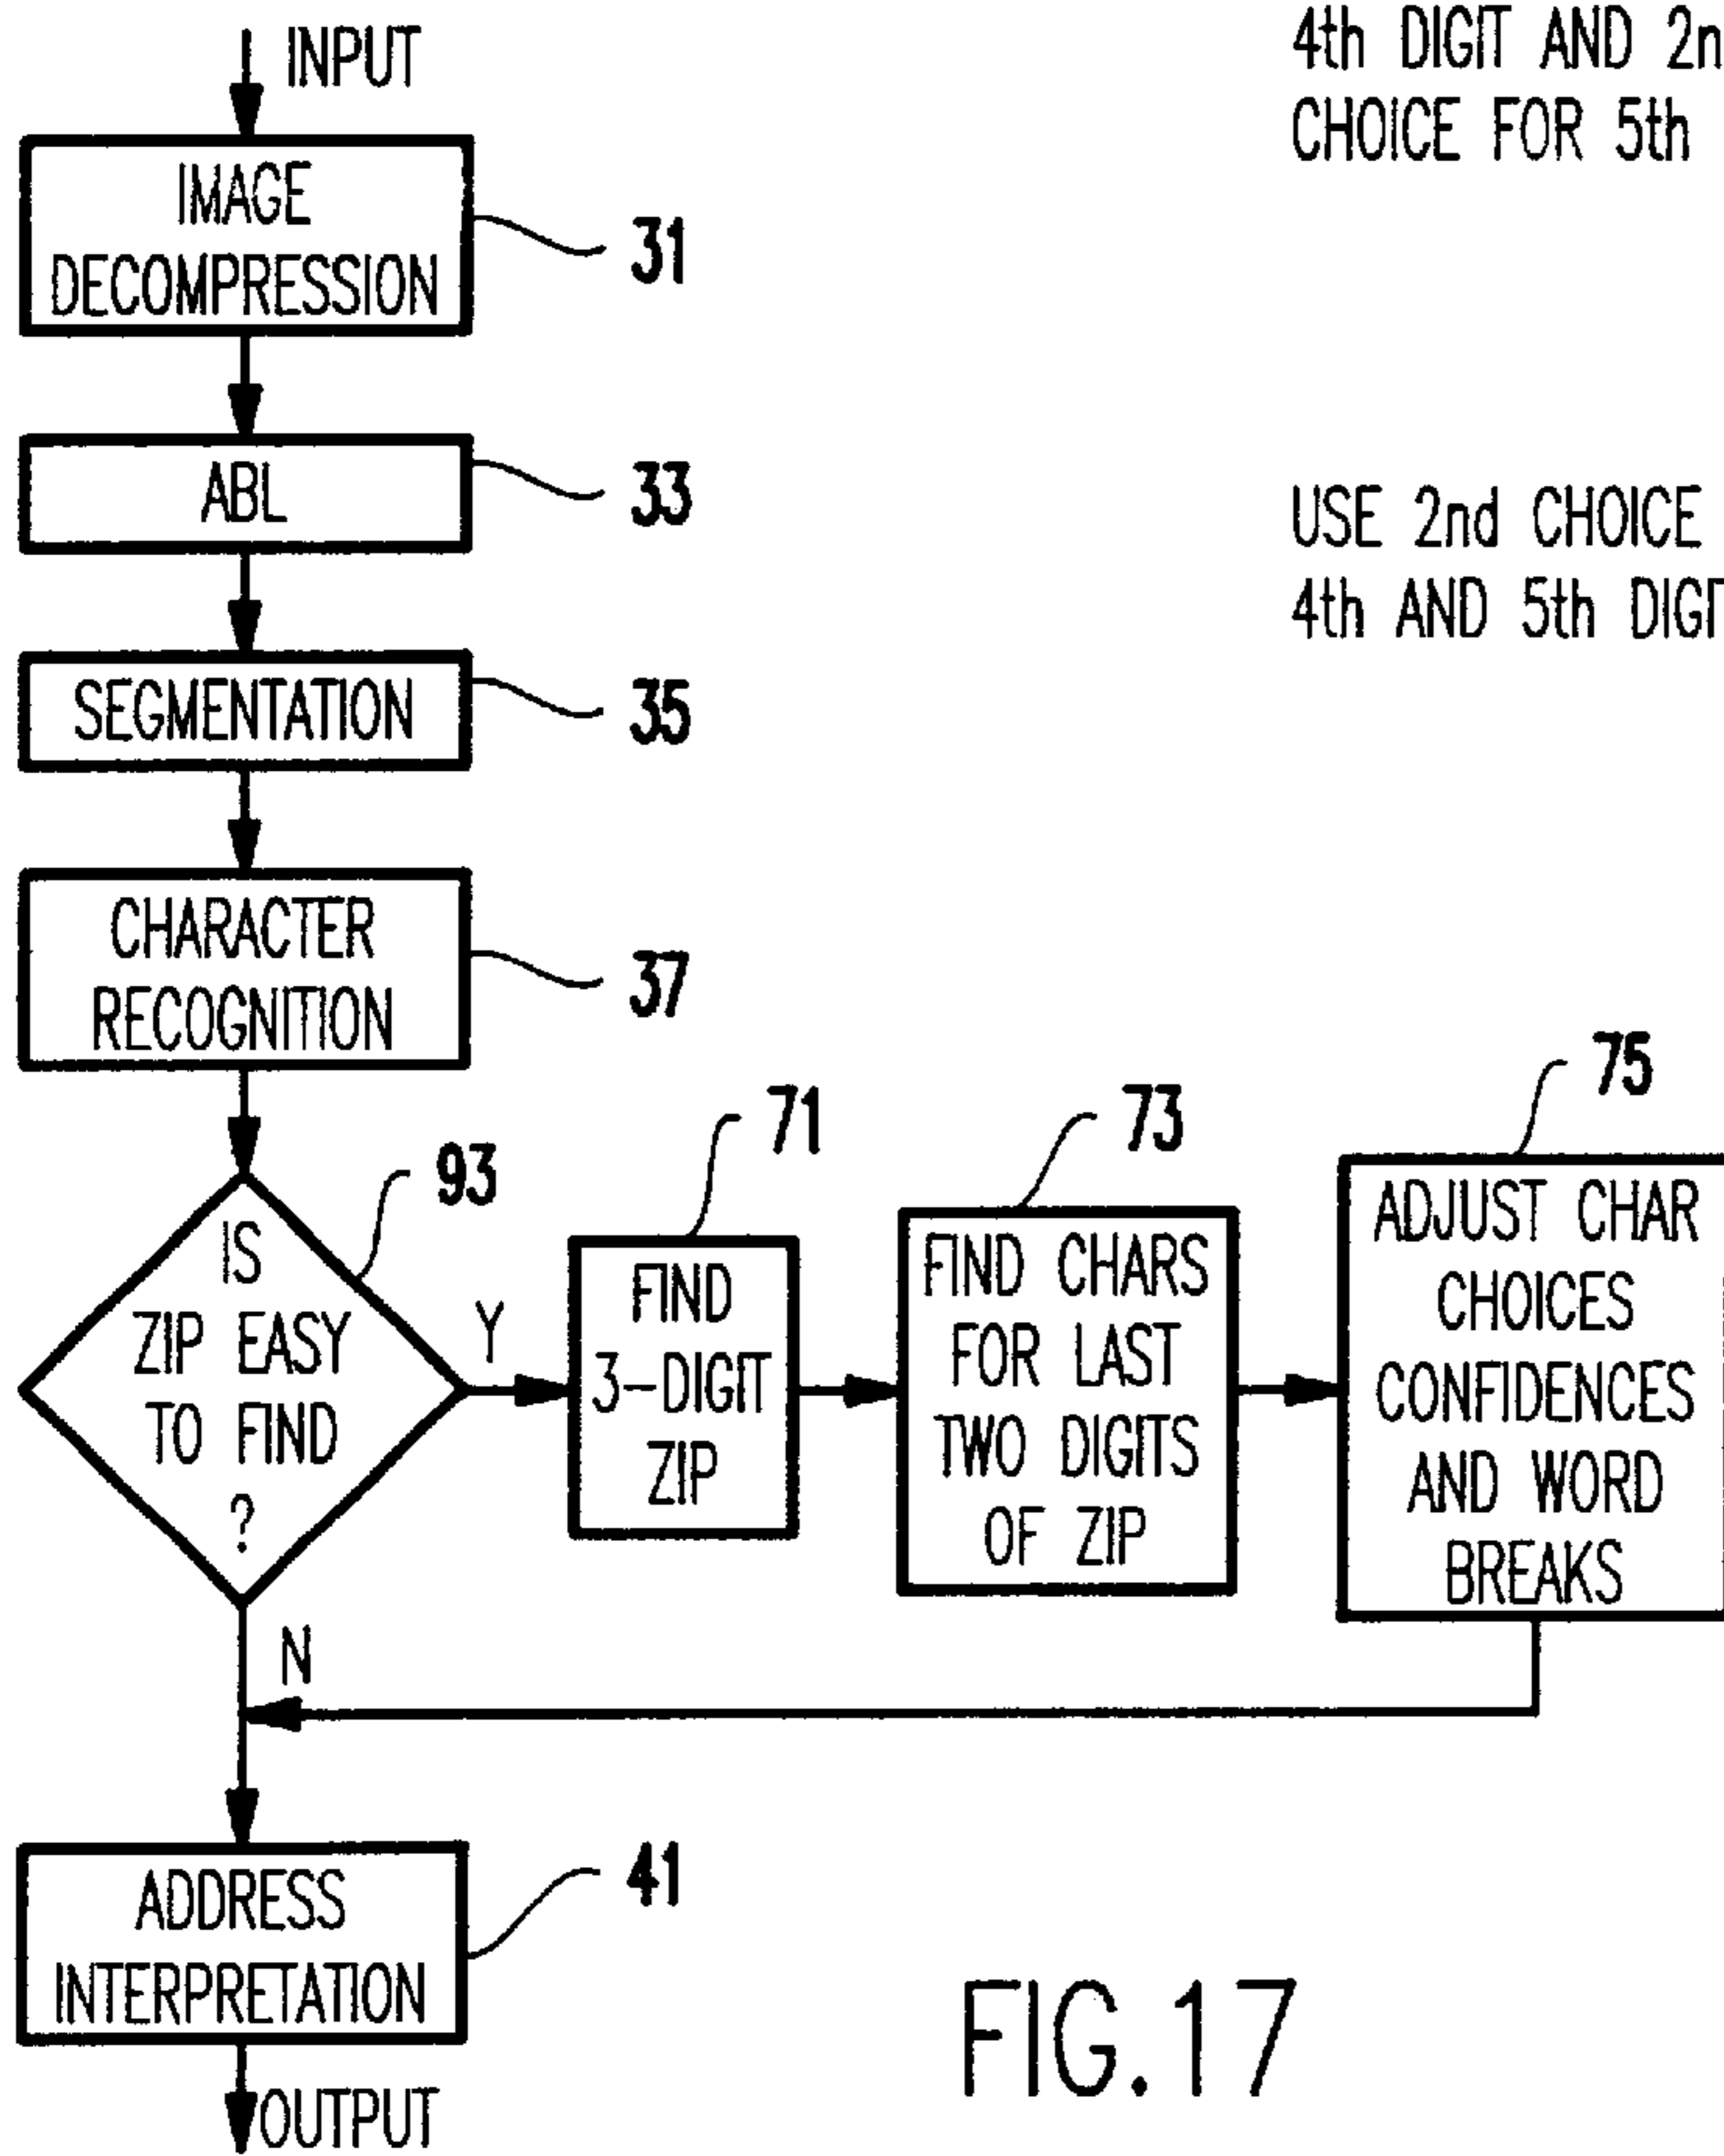 INPUT
IMAGE
DECOMPRESSION
31
ABL
33
SEGMENTATION
35
CHARACTER
RECOGNITION
37
IS
ZIP EASY
TO FIND
?
93
Y
N
FIND
3-DIGIT
ZIP
71
FIND CHARS
FOR LAST
TWO DIGITS
OF ZIP
73
ADJUST CHAR
CHOICES
CONFIDENCES
AND WORD
BREAKS
75
ADDRESS
INTERPRETATION
41
OUTPUT
4th DIGIT AND
CHOICE FOR 5th
USE 2nd CHOICE
4th AND 5th
FIG.17